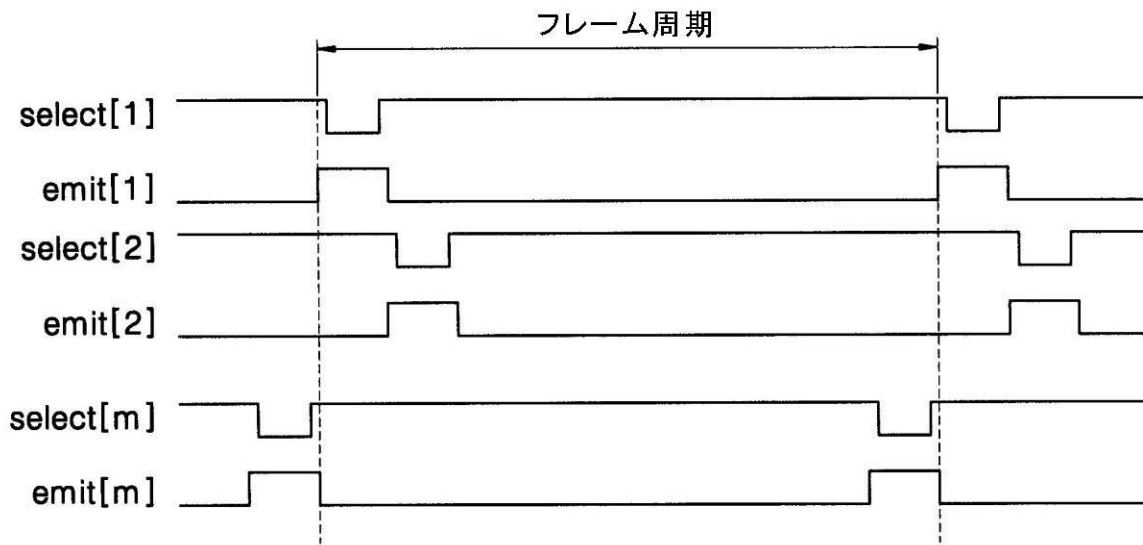 フレーム周期
select[1]
emit[1]
select[2]
emit[2]
select[m]
emit[m]